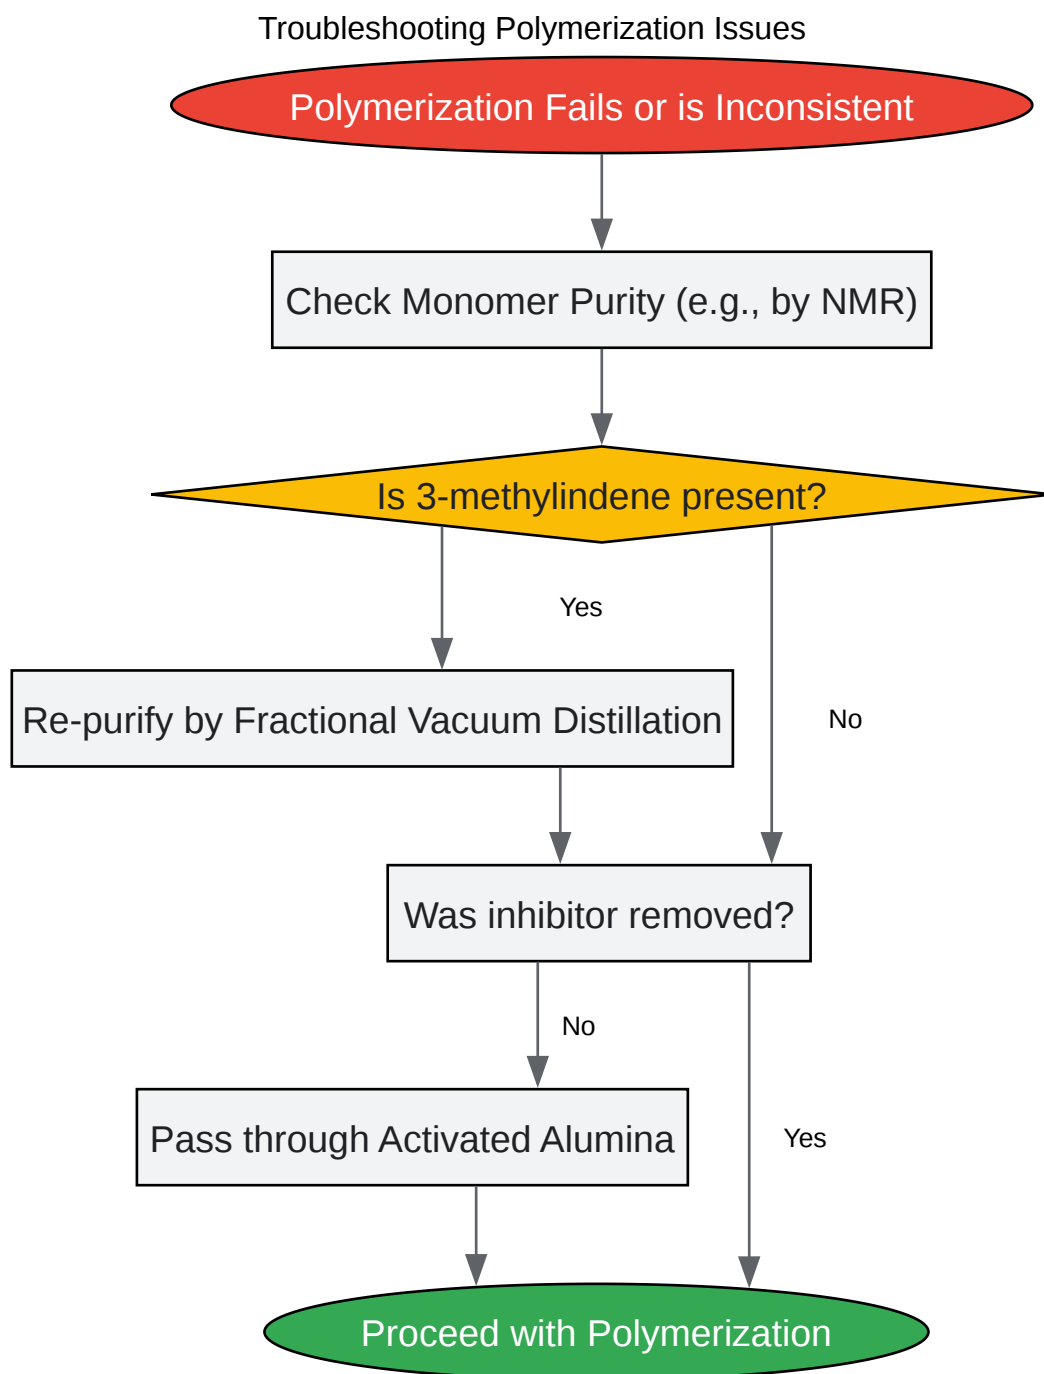 Troubleshooting Polymerization Issues
Polymerization Fails or is Inconsistent
Check Monomer Purity (e.g., by NMR)
Is 3-methylindene present?
Yes
Re-purify by Fractional Vacuum Distillation
No
Was inhibitor removed?
No
Pass through Activated Alumina
Yes
Proceed with Polymerization